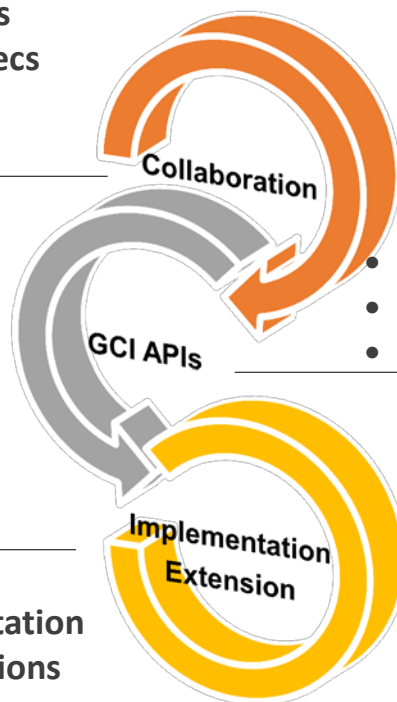 s
ecs
Collaboration
GCI APIs
Implementation
Extension
tation
ions